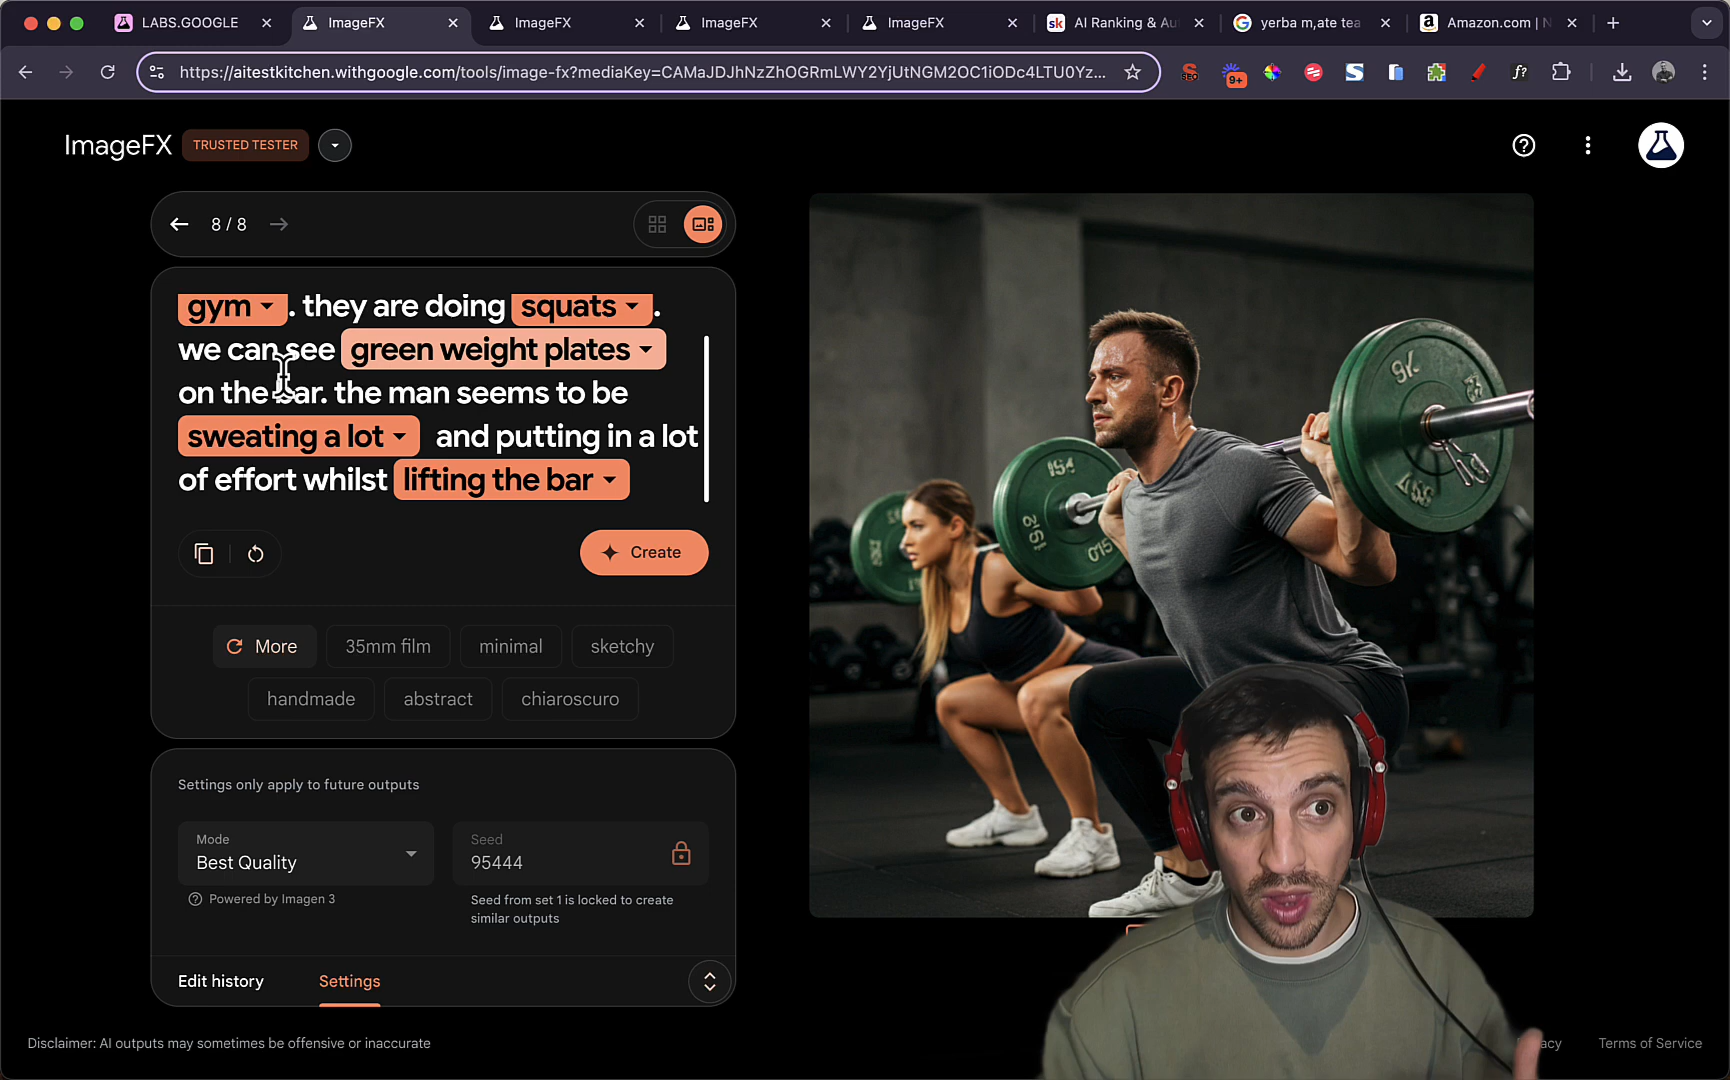 LABS.GOOGLE
ImageFX
ImageFX
ImageFX
ImageFX
sk AI Ranking & Au
yerba m,ate tea
Amazon.com | N
https://aitestkitchen.withgoogle.com/tools/image-fx?mediaKey=CAMaJDJhNzZhOGRmLWY2YjUtNGM2OC1iODc4LTU0Yz...
SEO
9+
f?
ImageFX
TRUSTED TESTER
8 / 8
gym . they are doing squats .
we can see green weight plates
on the bar. the man seems to be
sweating a lot and putting in a lot
of effort whilst lifting the bar
Create
More
35mm film
minimal
sketchy
handmade
abstract
chiaroscuro
Settings only apply to future outputs
Mode
Best Quality
Powered by Imagen 3
Seed
95444
Seed from set 1 is locked to create
similar outputs
Edit history
Settings
Disclaimer: AI outputs may sometimes be offensive or inaccurate
Terms of Service